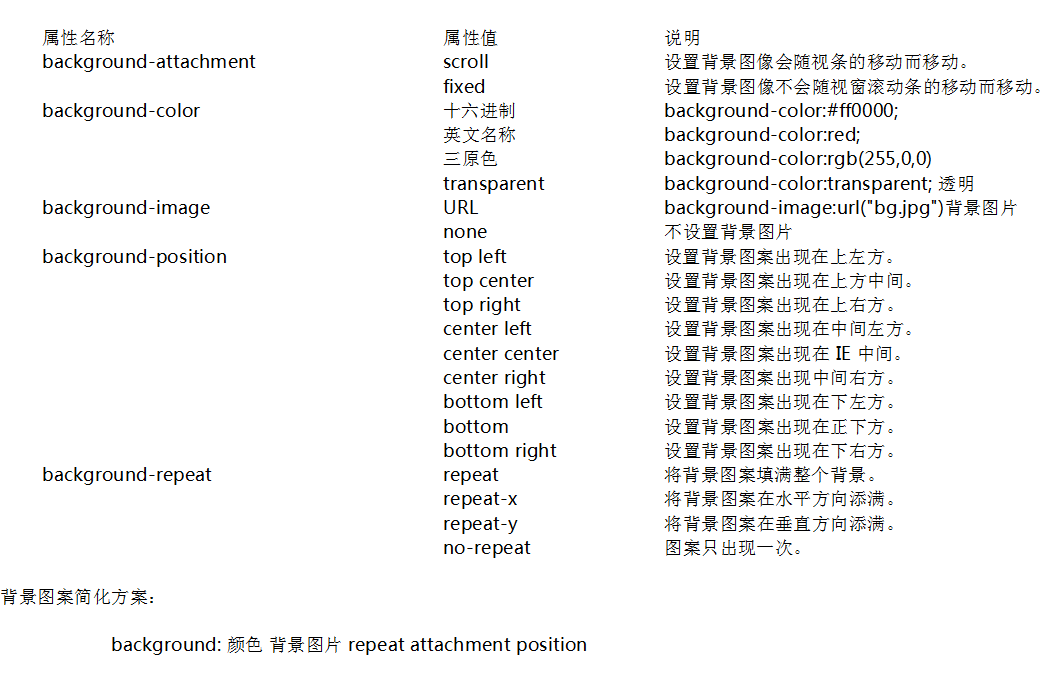 属性名称 属性值 说明
background-attachment scroll 设置背景图像会随视条的移动而移动。
fixed 设置背景图像不会随视窗滚动条的移动而移动。
background-color 十六进制 background-color:#ff0000;
英文名称 background-color:red;
三原色 background-color:rgb(255,0,0)
transparent background-color:transparent; 透明
background-image URL background-image:url("bg.jpg")背景图片
none 不设置背景图片
background-position top left 设置背景图案出现在上左方。
top center 设置背景图案出现在上方中间。
top right 设置背景图案出现在上右方。
center left 设置背景图案出现在中间左方。
center center 设置背景图案出现在 IE 中间。
center right 设置背景图案出现中间右方。
bottom left 设置背景图案出现在下左方。
bottom 设置背景图案出现在正下方。
bottom right 设置背景图案出现在下右方。
background-repeat repeat 将背景图案填满整个背景。
repeat-x 将背景图案在水平方向添满。
repeat-y 将背景图案在垂直方向添满。
no-repeat 图案只出现一次。
背景图案简化方案：
background: 颜色 背景图片 repeat attachment position